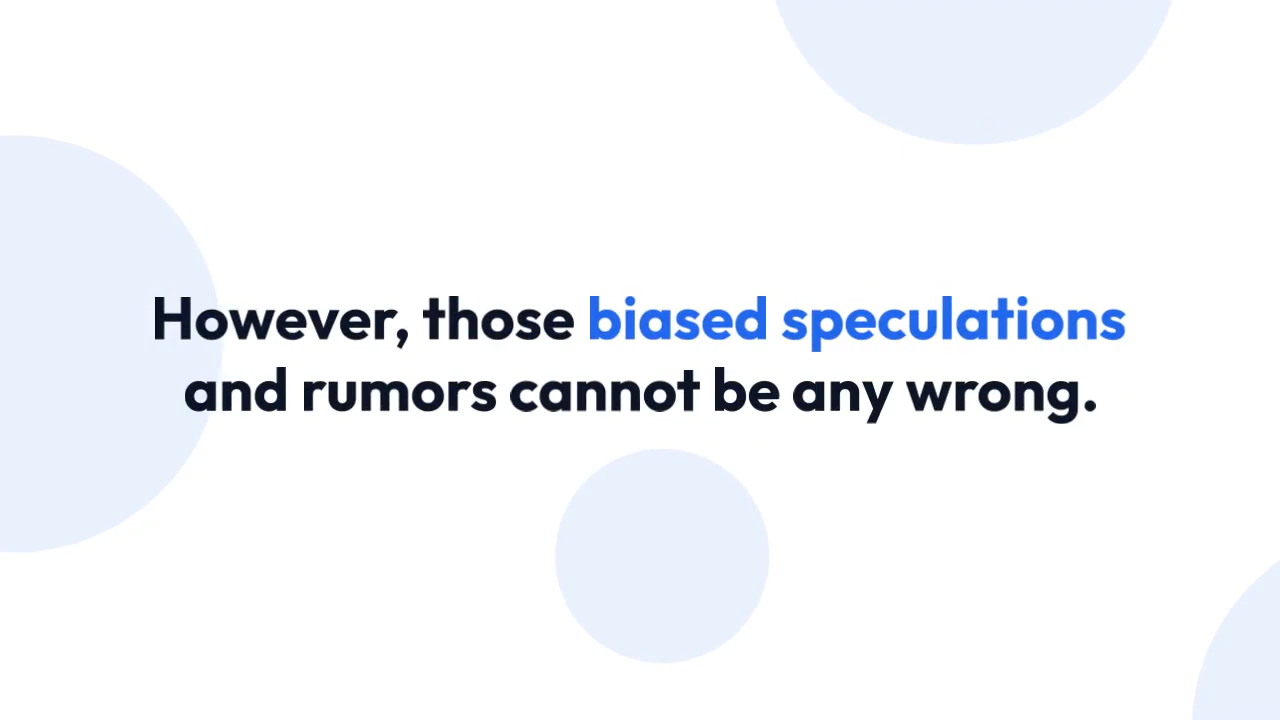 However, those biased speculations
and rumors cannot be any wrong.